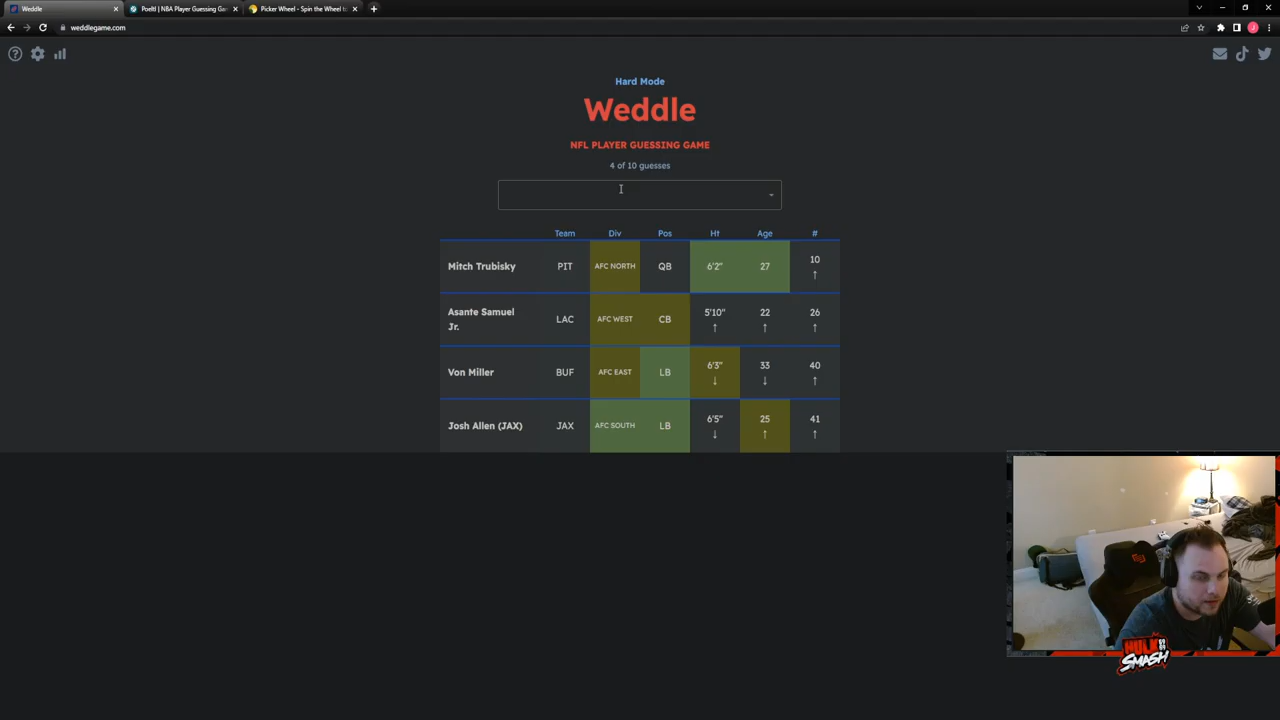 Weddle
Poeltl | NBA Player Guessing Ga
Picker Wheel - Spin the Wheel to
weddlegame.com
J
Hard Mode
Weddle
NFL PLAYER GUESSING GAME
4 of 10 guesses
Team Div Pos Ht Age #
Mitch Trubisky PIT AFC NORTH QB 6'2" 27 10
↑
Asante Samuel Jr. LAC AFC WEST CB 5'10" 22 26
↑ ↑ ↑
Von Miller BUF AFC EAST LB 6'3" 33 40
↓ ↓ ↑
Josh Allen (JAX) JAX AFC SOUTH LB 6'5" 25 41
↓ ↑ ↑
HULK
SMASH